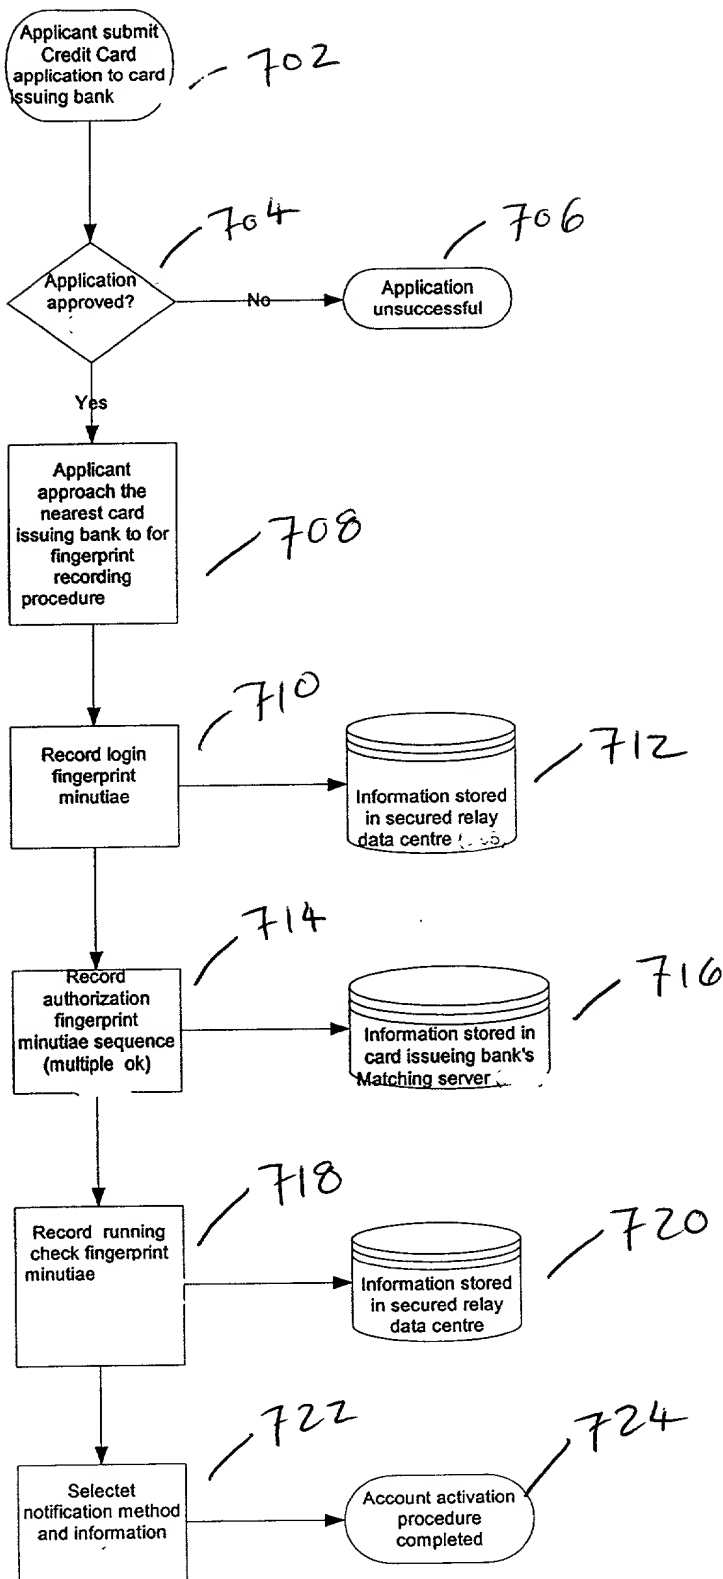 Applicant submit
Credit Card
application to card
issuing bank
702
704
706
Application
approved?
No
Application
unsuccessful
Yes
Applicant
approach the
nearest card
issuing bank to for
fingerprint
recording
procedure
708
710
Record login
fingerprint
minutiae
712
Information stored
in secured relay
data centre
714
Record
authorization
fingerprint
minutiae sequence
(multiple ok)
716
Information stored in
card issueing bank's
Matching server
718
Record running
check fingerprint
minutiae
720
Information stored
in secured relay
data centre
722
724
Selectet
notification method
and information
Account activation
procedure
completed